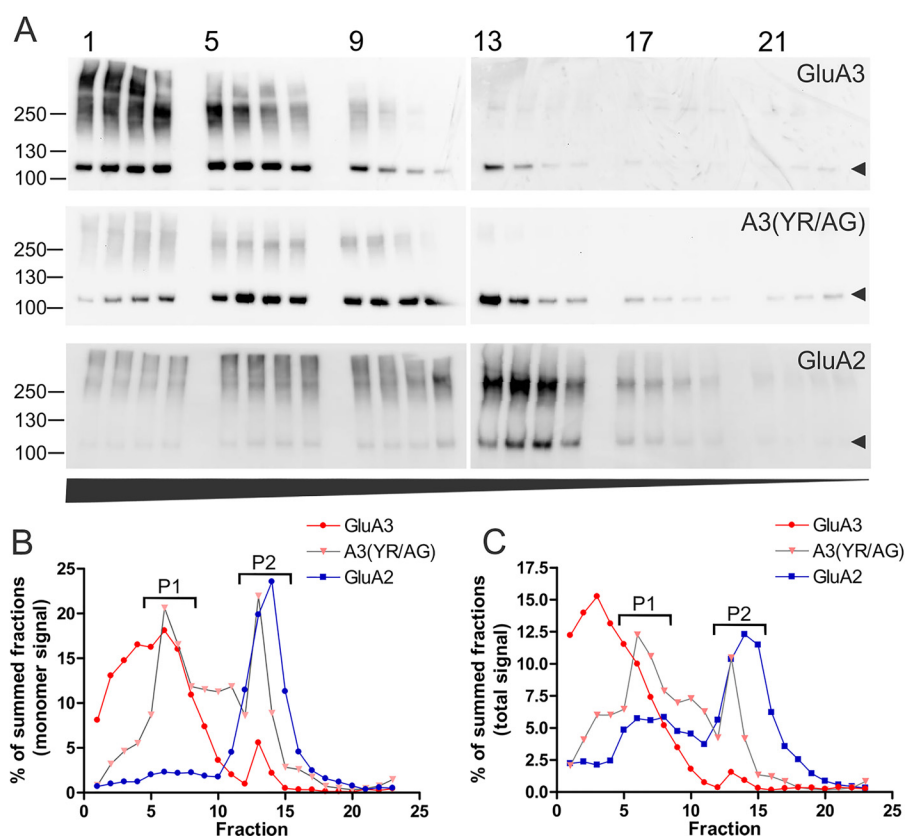 A
1 5 9 13 17 21
GluA3
250
130
100
A3(YR/AG)
250
130
100
GluA2
250
130
100
B
GluA3
A3(YR/AG)
GluA2
P1
P2
% of summed fractions
(monomer signal)
25
20
15
10
5
0
0 5 10 15 20 25
Fraction
C
GluA3
A3(YR/AG)
GluA2
P1
P2
% of summed fractions
(total signal)
17.5
15.0
12.5
10.0
7.5
5.0
2.5
0.0
0 5 10 15 20 25
Fraction